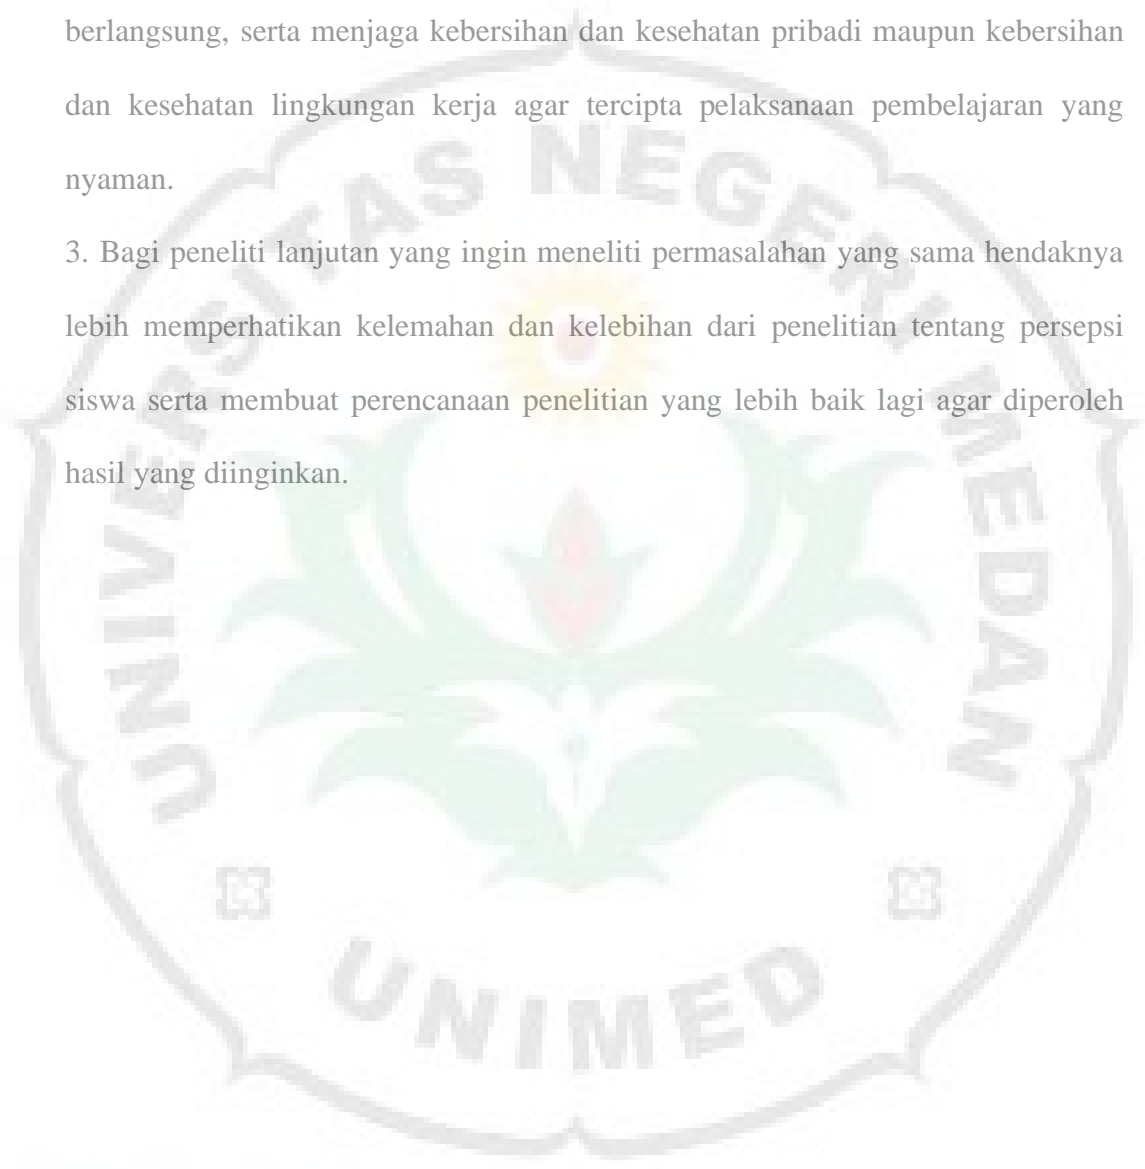 berlangsung, serta menjaga kebersihan dan kesehatan pribadi maupun kebersihan
dan kesehatan lingkungan kerja agar tercipta pelaksanaan pembelajaran yang
nyaman.
3. Bagi peneliti lanjutan yang ingin meneliti permasalahan yang sama hendaknya
lebih memperhatikan kelemahan dan kelebihan dari penelitian tentang persepsi
siswa serta membuat perencanaan penelitian yang lebih baik lagi agar diperoleh
hasil yang diinginkan.
UNIVERSITAS NEGERI MEDAN
UNIMED